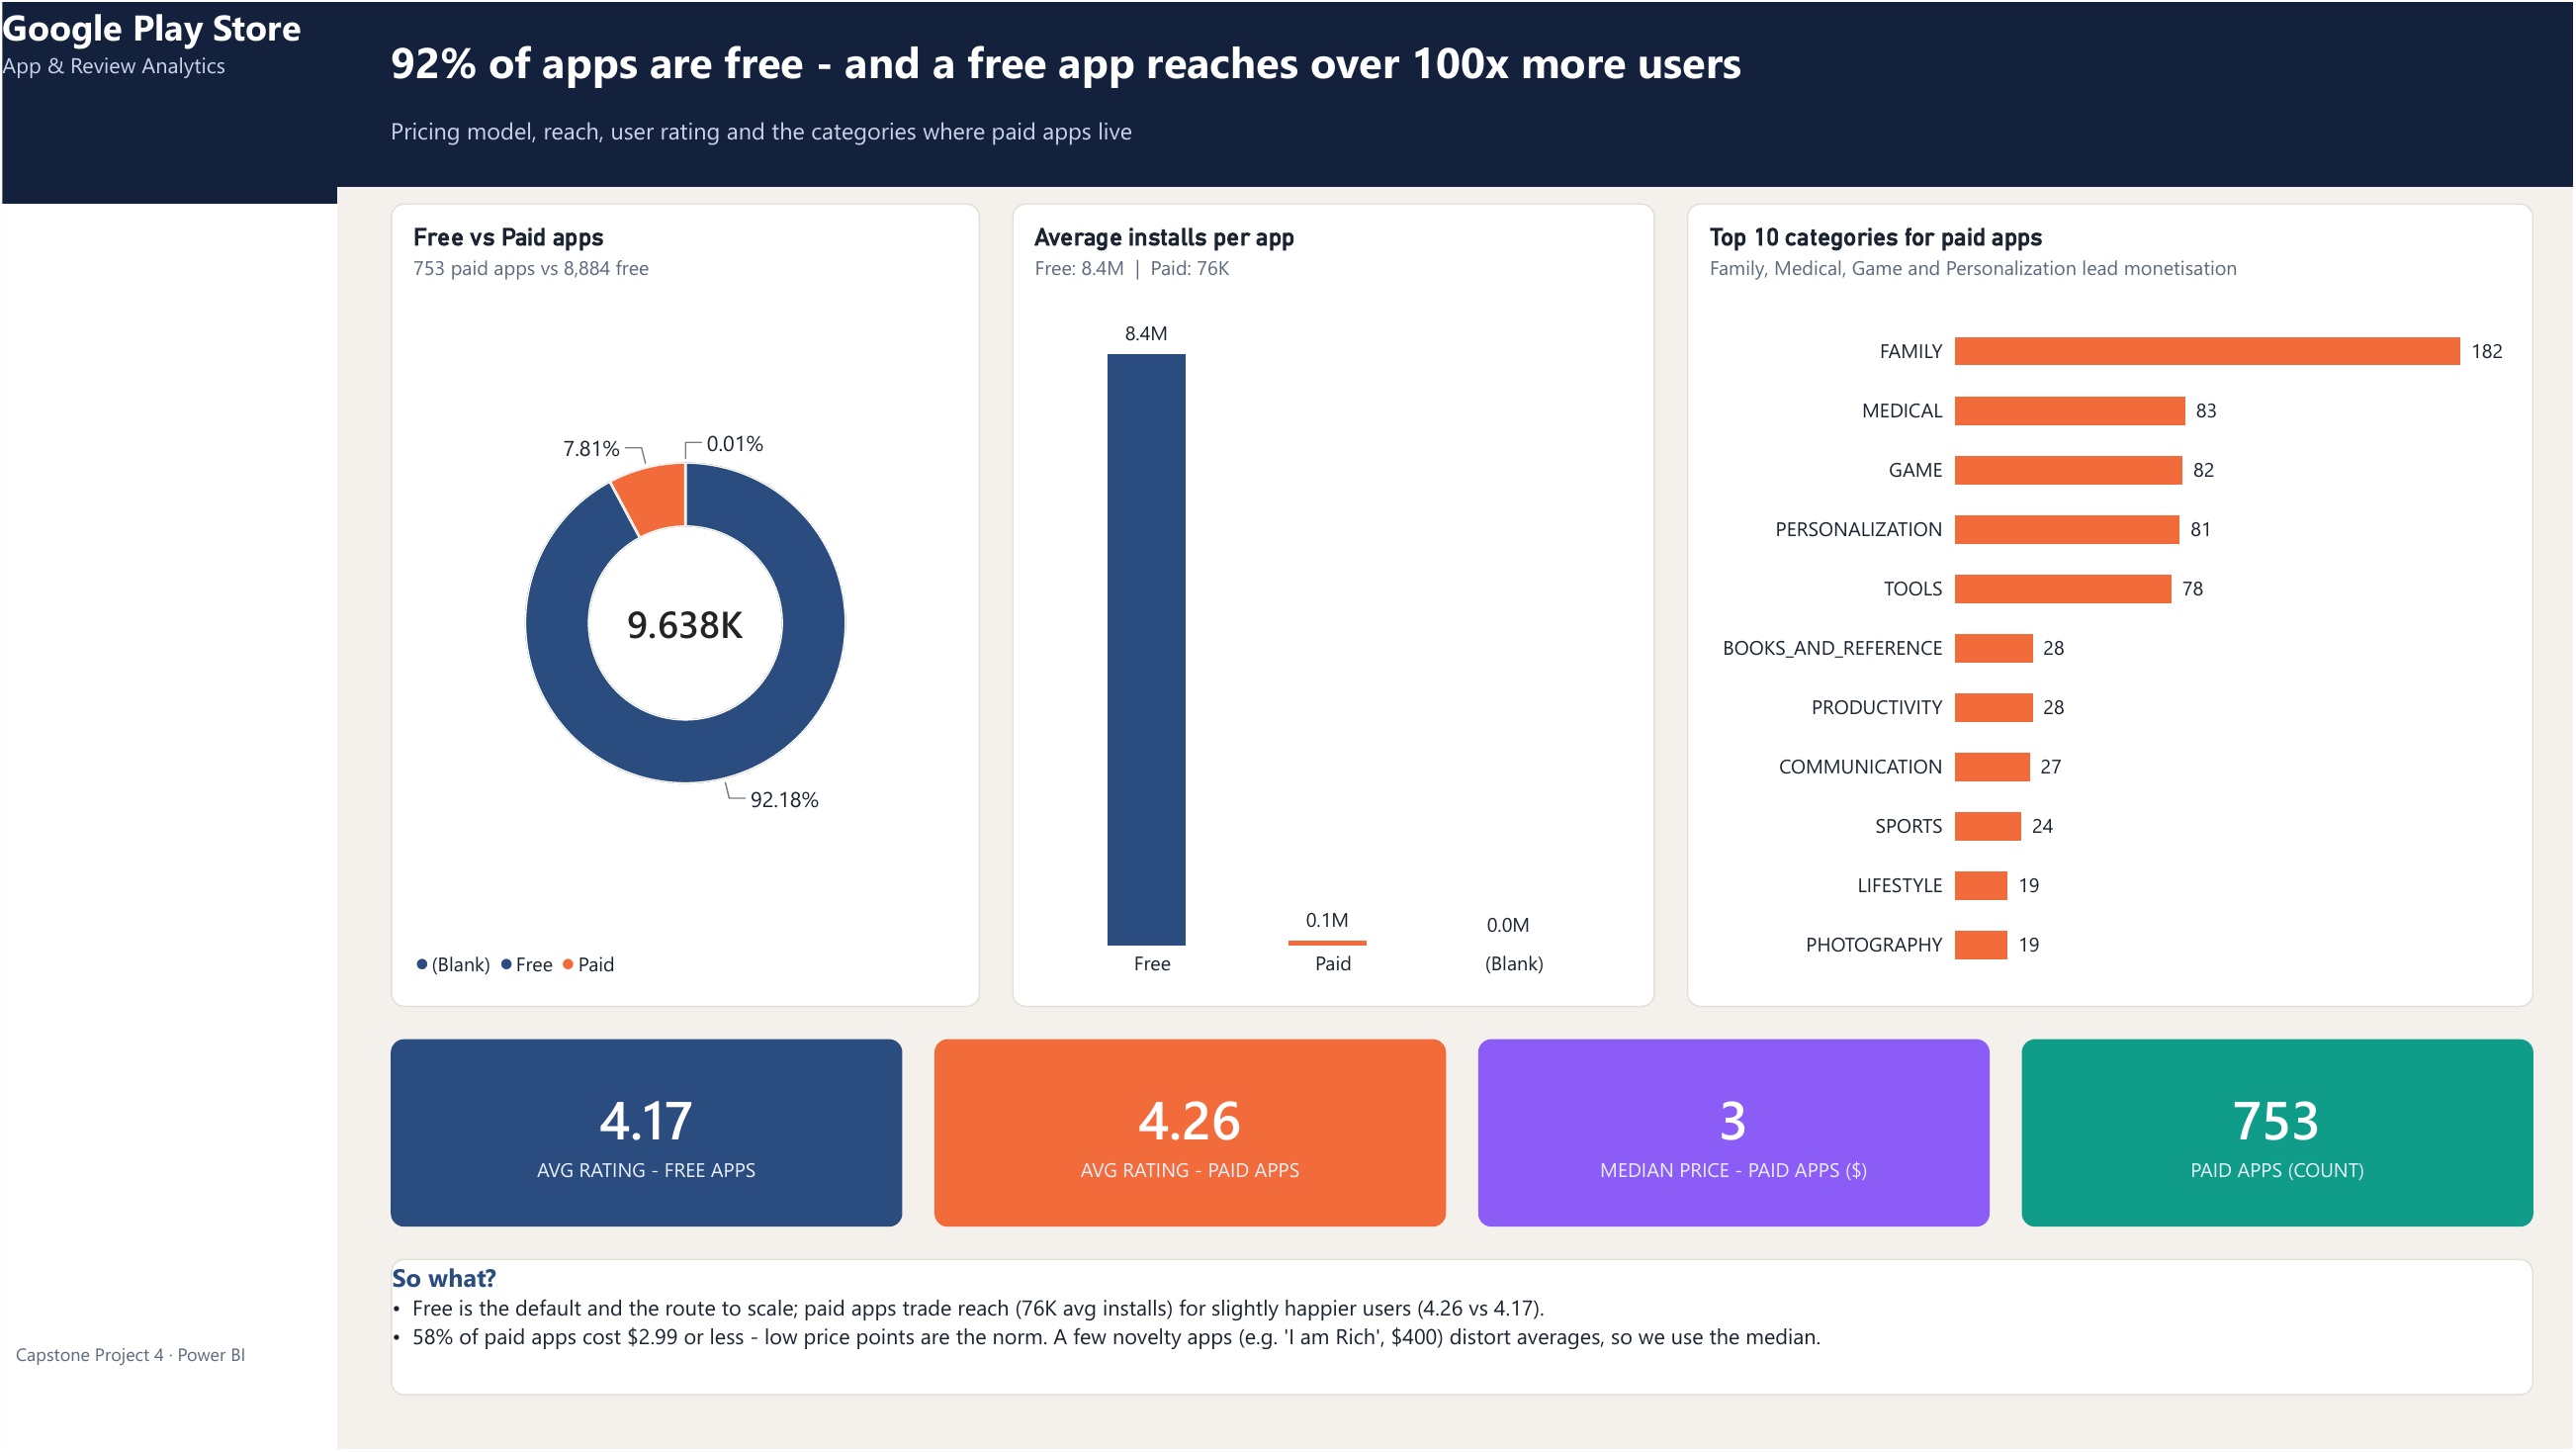 Google Play Store
App & Review Analytics
92% of apps are free - and a free app reaches over 100x more users
Pricing model, reach, user rating and the categories where paid apps live
Free vs Paid apps
753 paid apps vs 8,884 free
7.81%
0.01%
9.638K
92.18%
(Blank) Free Paid
Average installs per app
Free: 8.4M | Paid: 76K
8.4M
0.1M
0.0M
Free Paid (Blank)
Top 10 categories for paid apps
Family, Medical, Game and Personalization lead monetisation
FAMILY 182
MEDICAL 83
GAME 82
PERSONALIZATION 81
TOOLS 78
BOOKS_AND_REFERENCE 28
PRODUCTIVITY 28
COMMUNICATION 27
SPORTS 24
LIFESTYLE 19
PHOTOGRAPHY 19
4.17
AVG RATING - FREE APPS
4.26
AVG RATING - PAID APPS
3
MEDIAN PRICE - PAID APPS ($)
753
PAID APPS (COUNT)
So what?
• Free is the default and the route to scale; paid apps trade reach (76K avg installs) for slightly happier users (4.26 vs 4.17).
• 58% of paid apps cost $2.99 or less - low price points are the norm. A few novelty apps (e.g. 'I am Rich', $400) distort averages, so we use the median.
Capstone Project 4 · Power BI